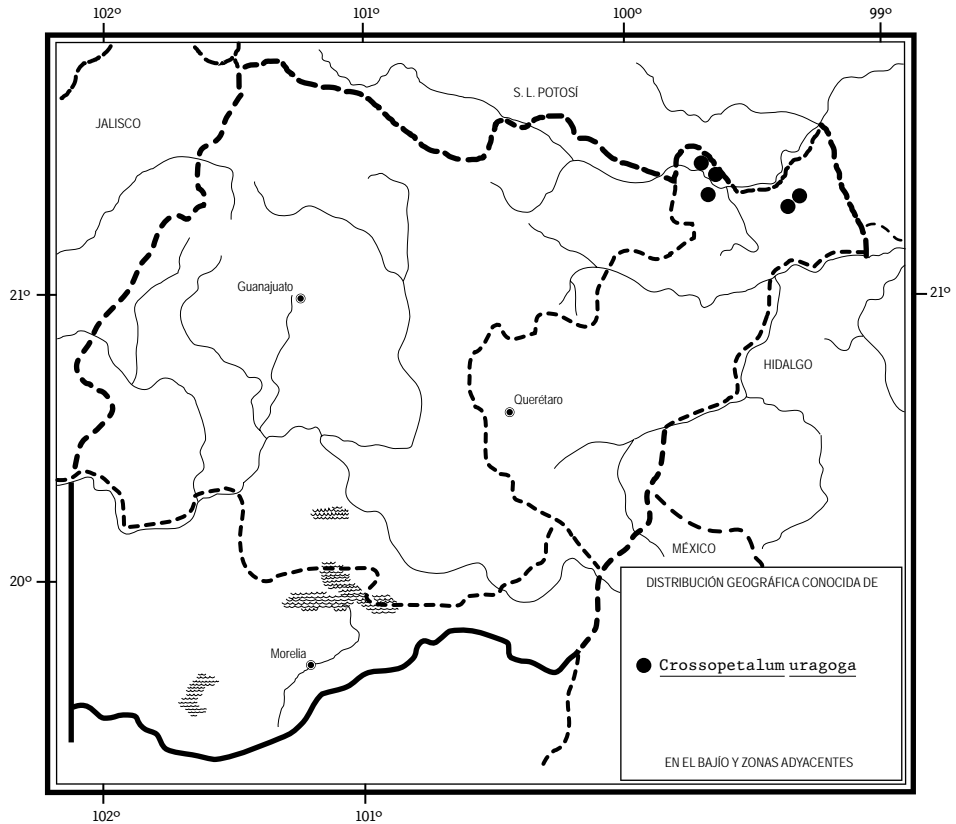 102º 101º 100º 99º
S. L. POTOSÍ
JALISCO
Guanajuato
21º 21º
HIDALGO
Querétaro
MÉXICO
20º
DISTRIBUCIÓN GEOGRÁFICA CONOCIDA DE
Morelia
Crossopetalum uragoga
EN EL BAJÍO Y ZONAS ADYACENTES
102º 101º